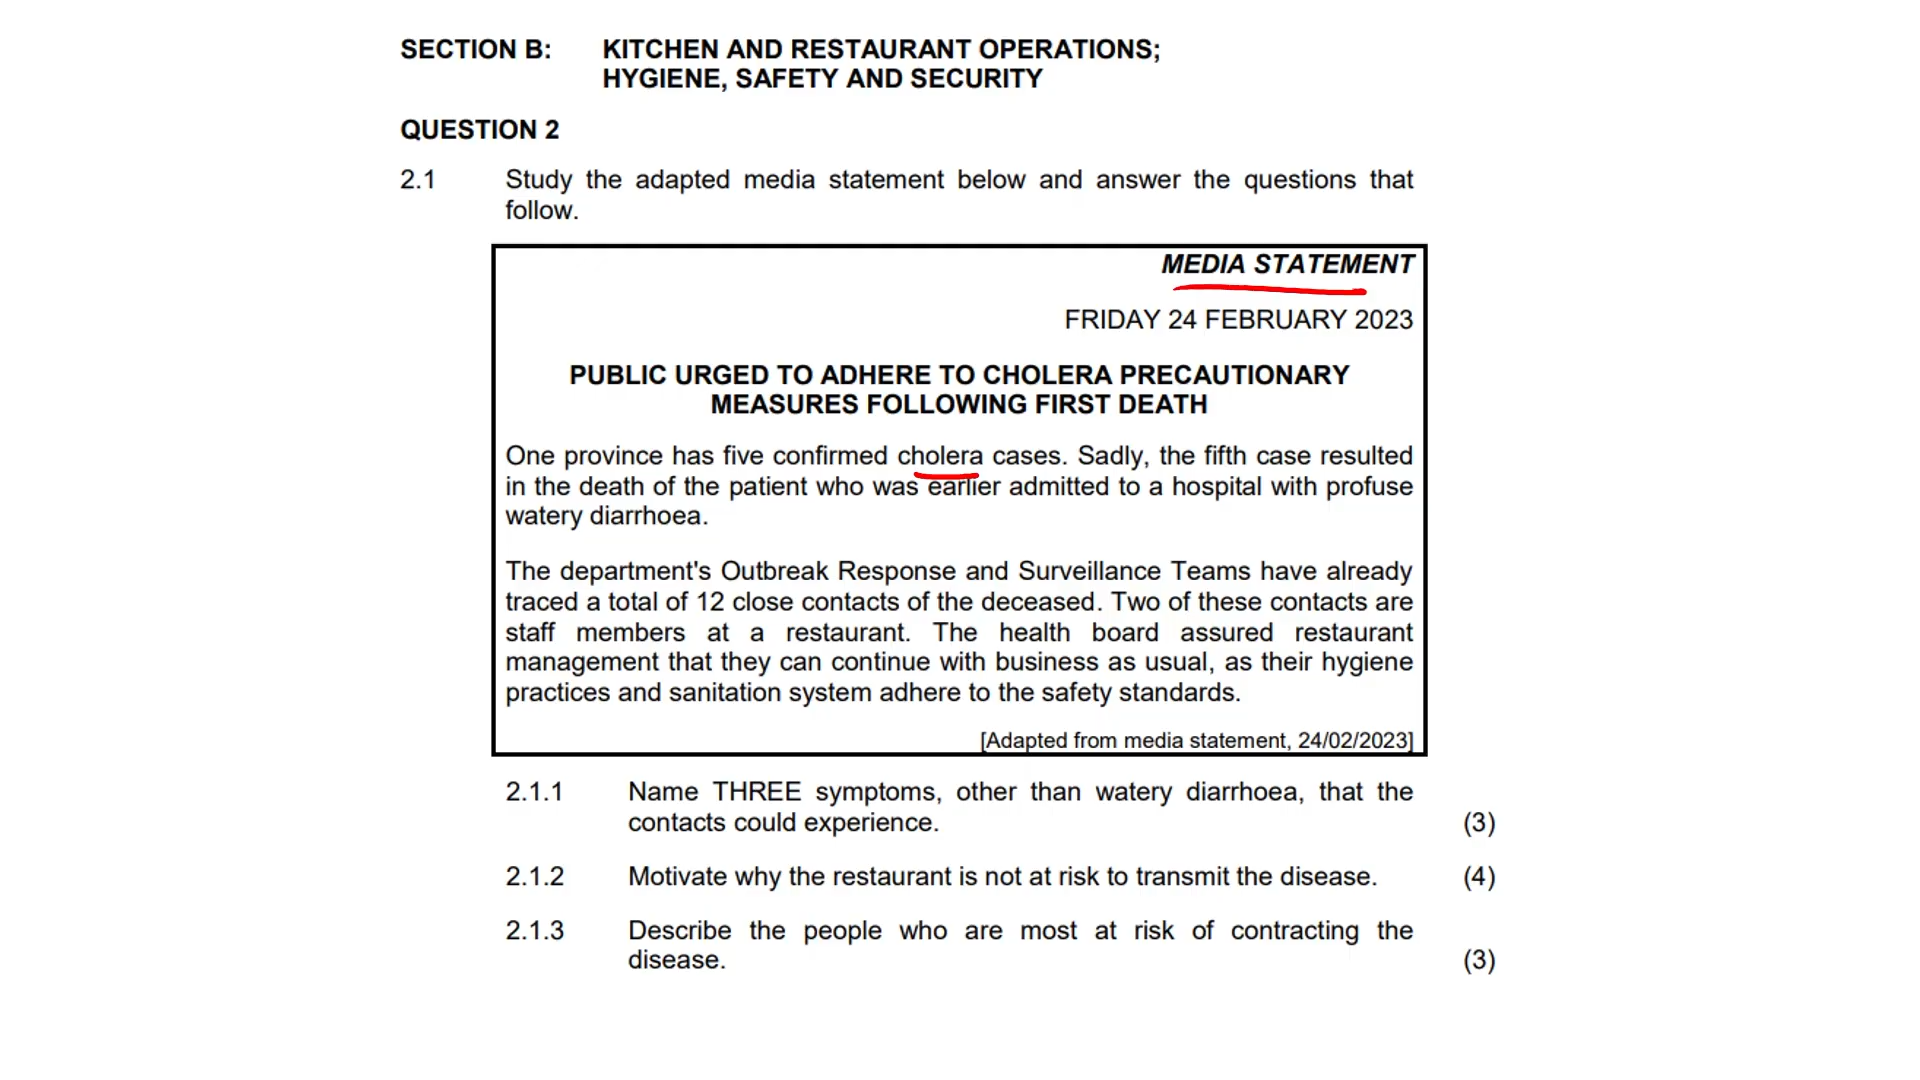 SECTION B: KITCHEN AND RESTAURANT OPERATIONS;
HYGIENE, SAFETY AND SECURITY
QUESTION 2
2.1 Study the adapted media statement below and answer the questions that
follow.
MEDIA STATEMENT
FRIDAY 24 FEBRUARY 2023
PUBLIC URGED TO ADHERE TO CHOLERA PRECAUTIONARY
MEASURES FOLLOWING FIRST DEATH
One province has five confirmed cholera cases. Sadly, the fifth case resulted
in the death of the patient who was earlier admitted to a hospital with profuse
watery diarrhoea.
The department's Outbreak Response and Surveillance Teams have already
traced a total of 12 close contacts of the deceased. Two of these contacts are
staff members at a restaurant. The health board assured restaurant
management that they can continue with business as usual, as their hygiene
practices and sanitation system adhere to the safety standards.
[Adapted from media statement, 24/02/2023]
2.1.1 Name THREE symptoms, other than watery diarrhoea, that the
contacts could experience. (3)
2.1.2 Motivate why the restaurant is not at risk to transmit the disease. (4)
2.1.3 Describe the people who are most at risk of contracting the
disease. (3)